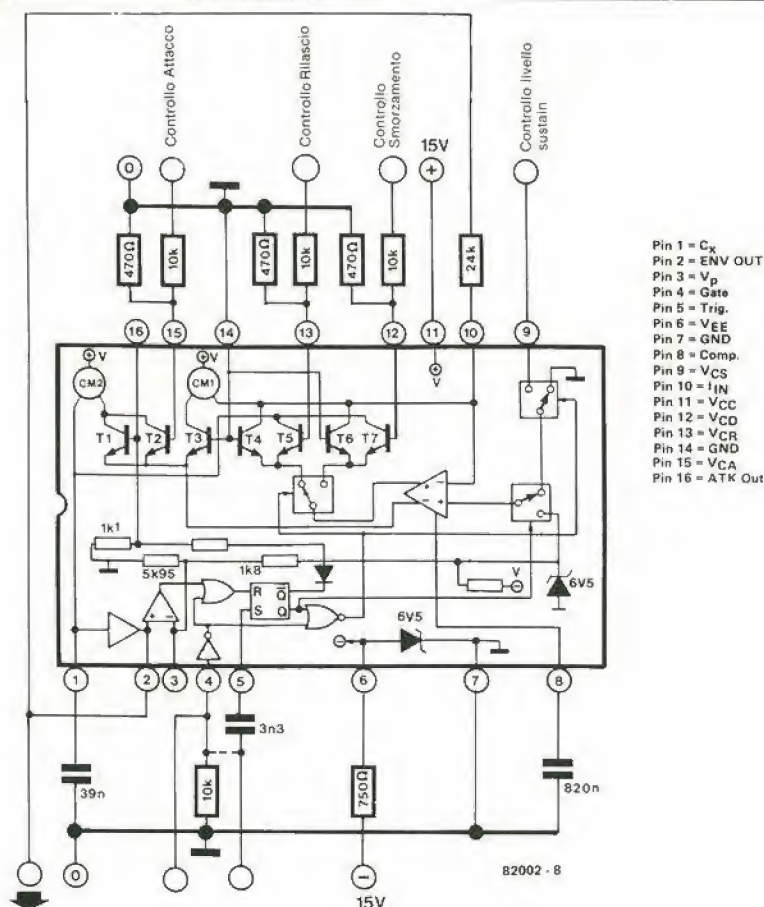 Controllo Attacco
Controllo Rilascio
Controllo
Smorzamento
Controllo livello
sustain
15V
0
+
470Ω
10k
470Ω
10k
470Ω
10k
24k
16
15
14
13
12
11
10
9
V
CM2
V
CM1
V
T1
T2
T3
T4
T5
T6
T7
1k1
5x95
1k8
V
6V5
R
S
Q
Q
6V5
1
2
3
4
5
6
7
8
39n
3n3
10k
750Ω
820n
0
15V
82002 - 8
Pin 1 = Cx
Pin 2 = ENV OUT
Pin 3 = Vp
Pin 4 = Gate
Pin 5 = Trig.
Pin 6 = VEE
Pin 7 = GND
Pin 8 = Comp.
Pin 9 = VCS
Pin 10 = IIN
Pin 11 = VCC
Pin 12 = VCD
Pin 13 = VCR
Pin 14 = GND
Pin 15 = VCA
Pin 16 = ATK Out